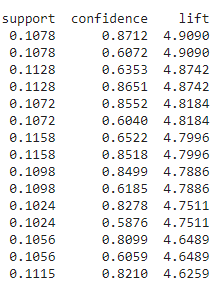 support confidence lift
0.1078 0.8712 4.9090
0.1078 0.6072 4.9090
0.1128 0.6353 4.8742
0.1128 0.8651 4.8742
0.1072 0.8552 4.8184
0.1072 0.6040 4.8184
0.1158 0.6522 4.7996
0.1158 0.8518 4.7996
0.1098 0.8499 4.7886
0.1098 0.6185 4.7886
0.1024 0.8278 4.7511
0.1024 0.5876 4.7511
0.1056 0.8099 4.6489
0.1056 0.6059 4.6489
0.1115 0.8210 4.6259